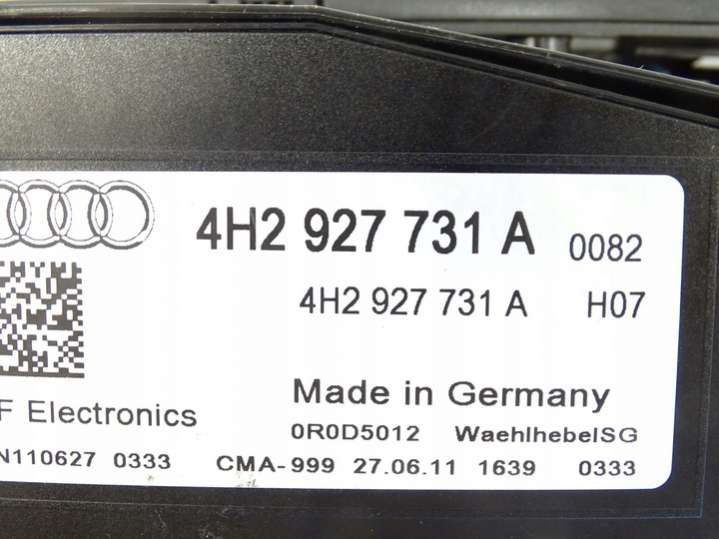 4H2 927 731 A 0082
4H2 927 731 A H07
Made in Germany
F Electronics
0R0D5012 WaehlhebelSG
N110627 0333 CMA-999 27.06.11 1639 0333